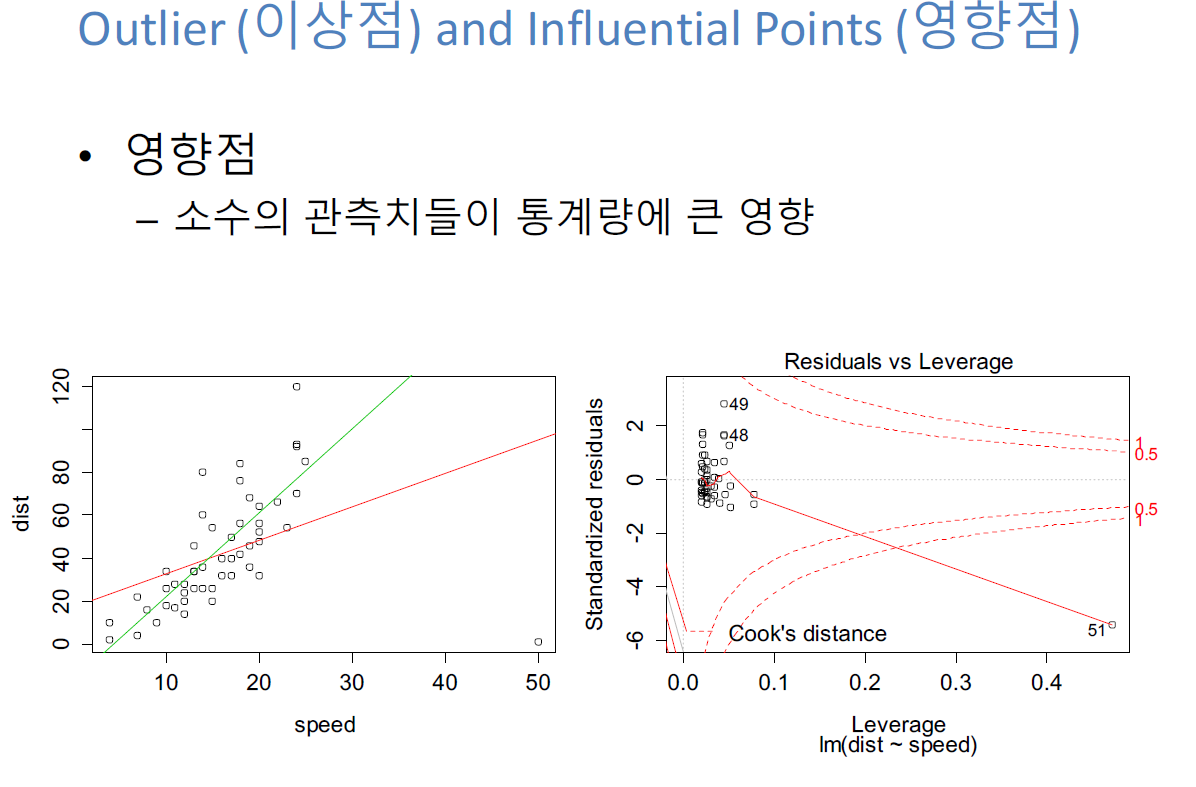 Outlier (이상점) and Influential Points (영향점)
• 영향점
– 소수의 관측치들이 통계량에 큰 영향
dist
0
20
40
60
80
120
10
20
30
40
50
speed
Residuals vs Leverage
Standardized residuals
2
0
-2
-4
-6
49
48
51
1
0.5
0.5
1
Cook's distance
0.0
0.1
0.2
0.3
0.4
Leverage
lm(dist ~ speed)